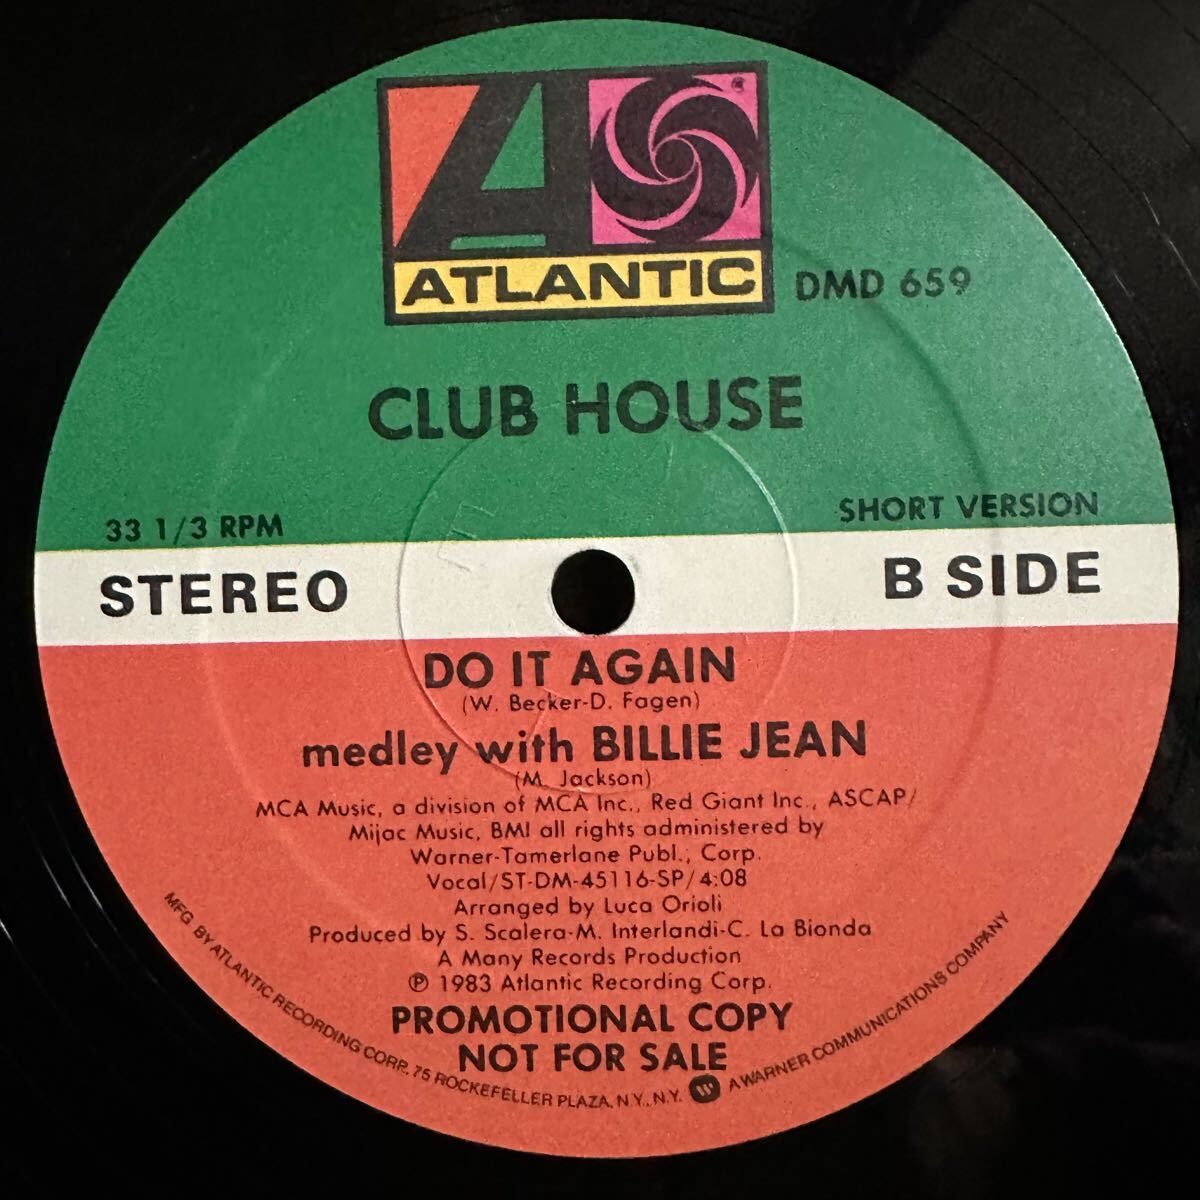 ATLANTIC
DMD 659
CLUB HOUSE
33 1/3 RPM
SHORT VERSION
STEREO
B SIDE
DO IT AGAIN
(W. Becker-D. Fagen)
medley with BILLIE JEAN
(M. Jackson)
MCA Music, a division of MCA Inc., Red Giant Inc., ASCAP/
Mijac Music, BMI all rights administered by
Warner-Tamerlane Publ., Corp.
Vocal/ST-DM-45116-SP/4:08
Arranged by Luca Orioli
Produced by S. Scalera-M. Interlandi-C. La Bionda
A Many Records Production
℗ 1983 Atlantic Recording Corp.
PROMOTIONAL COPY
NOT FOR SALE
MFG BY ATLANTIC RECORDING CORP., 75 ROCKEFELLER PLAZA, N.Y., N.Y. A WARNER COMMUNICATIONS COMPANY